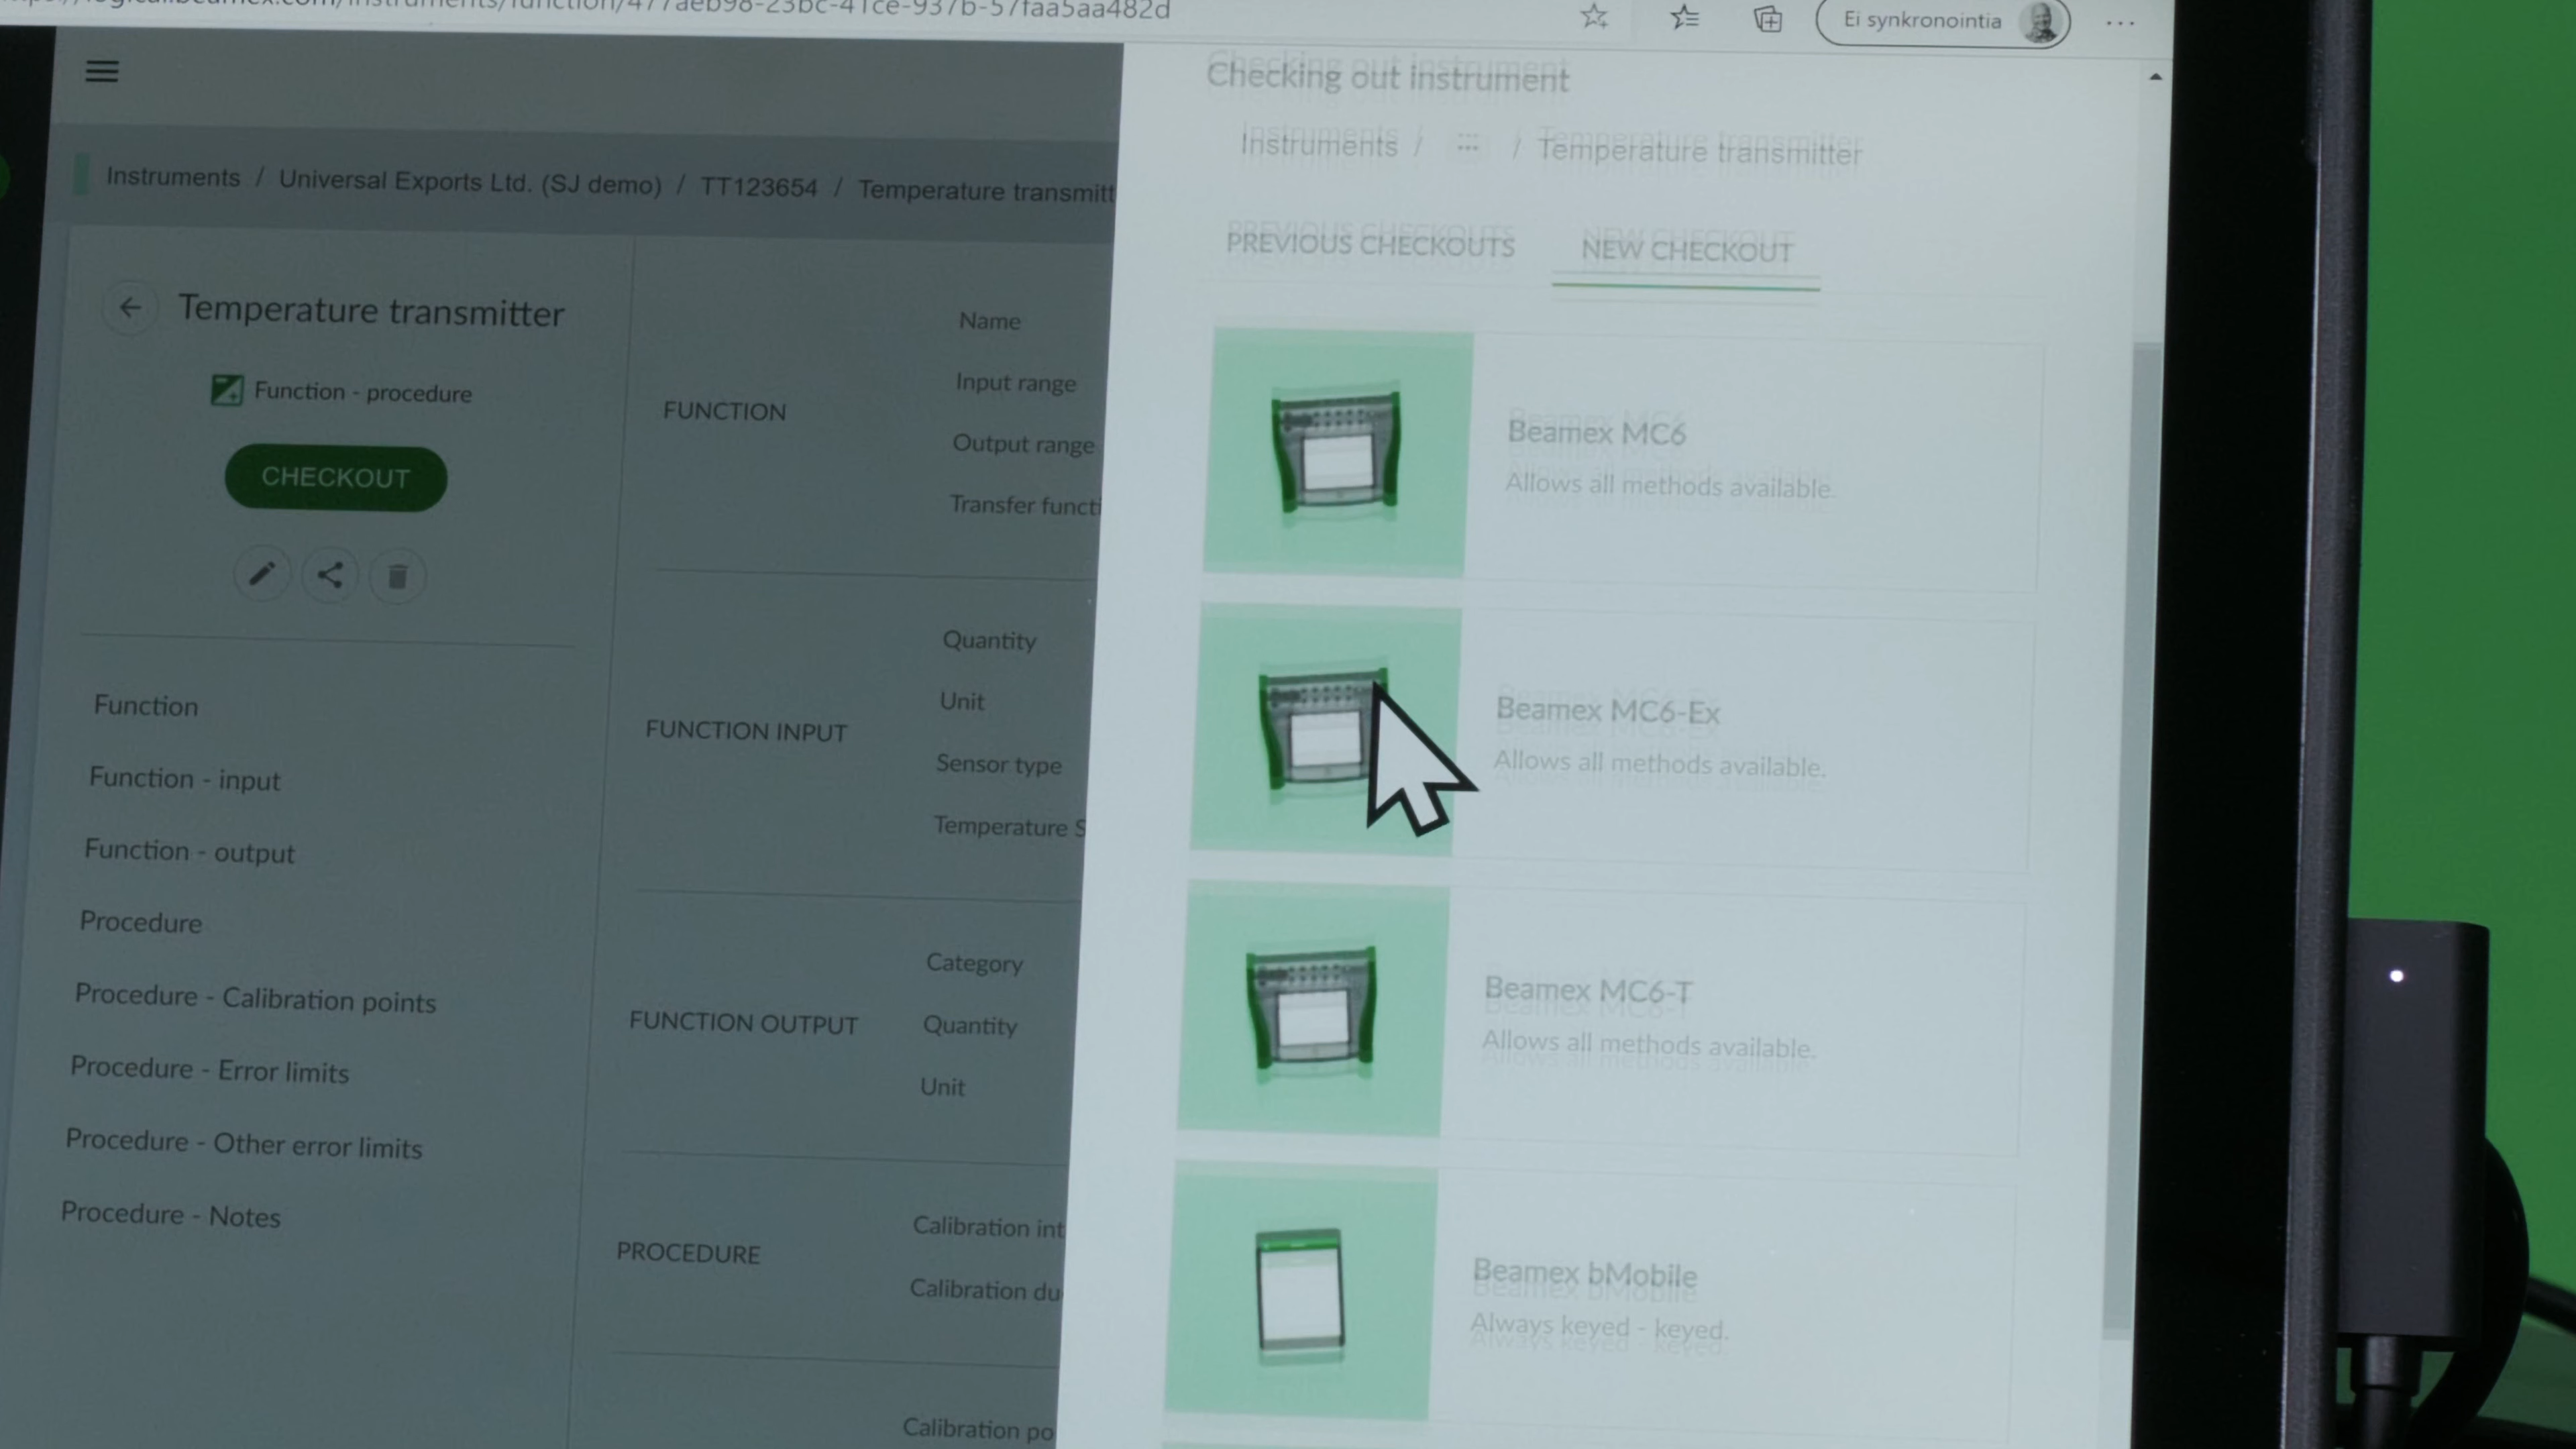 Ei synkronointia
Instruments / Universal Exports Ltd. (SJ demo) / TT123654 / Temperature transmitt
Temperature transmitter
Function - procedure
CHECKOUT
Function
Function - input
Function - output
Procedure
Procedure - Calibration points
Procedure - Error limits
Procedure - Other error limits
Procedure - Notes
FUNCTION
Name
Input range
Output range
Transfer functi
FUNCTION INPUT
Quantity
Unit
Sensor type
Temperature S
FUNCTION OUTPUT
Category
Quantity
Unit
PROCEDURE
Calibration int
Calibration du
Calibration po
Checking out instrument
Instruments / ... / Temperature transmitter
PREVIOUS CHECKOUTS
NEW CHECKOUT
Beamex MC6
Allows all methods available.
Beamex MC6-Ex
Allows all methods available.
Beamex MC6-T
Allows all methods available.
Beamex bMobile
Always keyed - keyed.